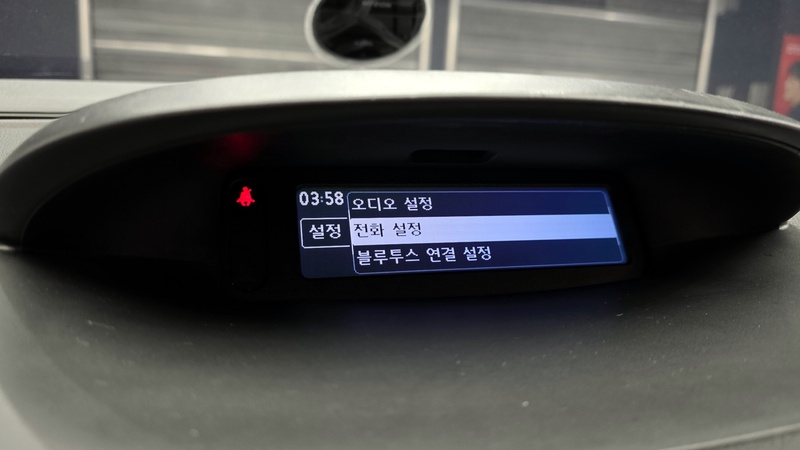 03:58
설정
오디오 설정
전화 설정
블루투스 연결 설정